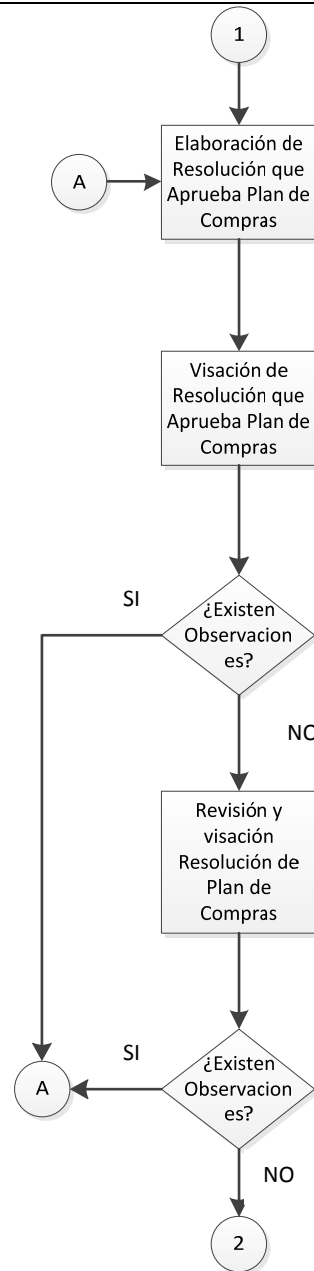 1
Elaboración de
Resolución que
Aprueba Plan de
Compras
A
Visación de
Resolución que
Aprueba Plan de
Compras
¿Existen
Observacion
es?
SI
NO
Revisión y
visación
Resolución de
Plan de
Compras
¿Existen
Observacion
es?
SI
A
NO
2